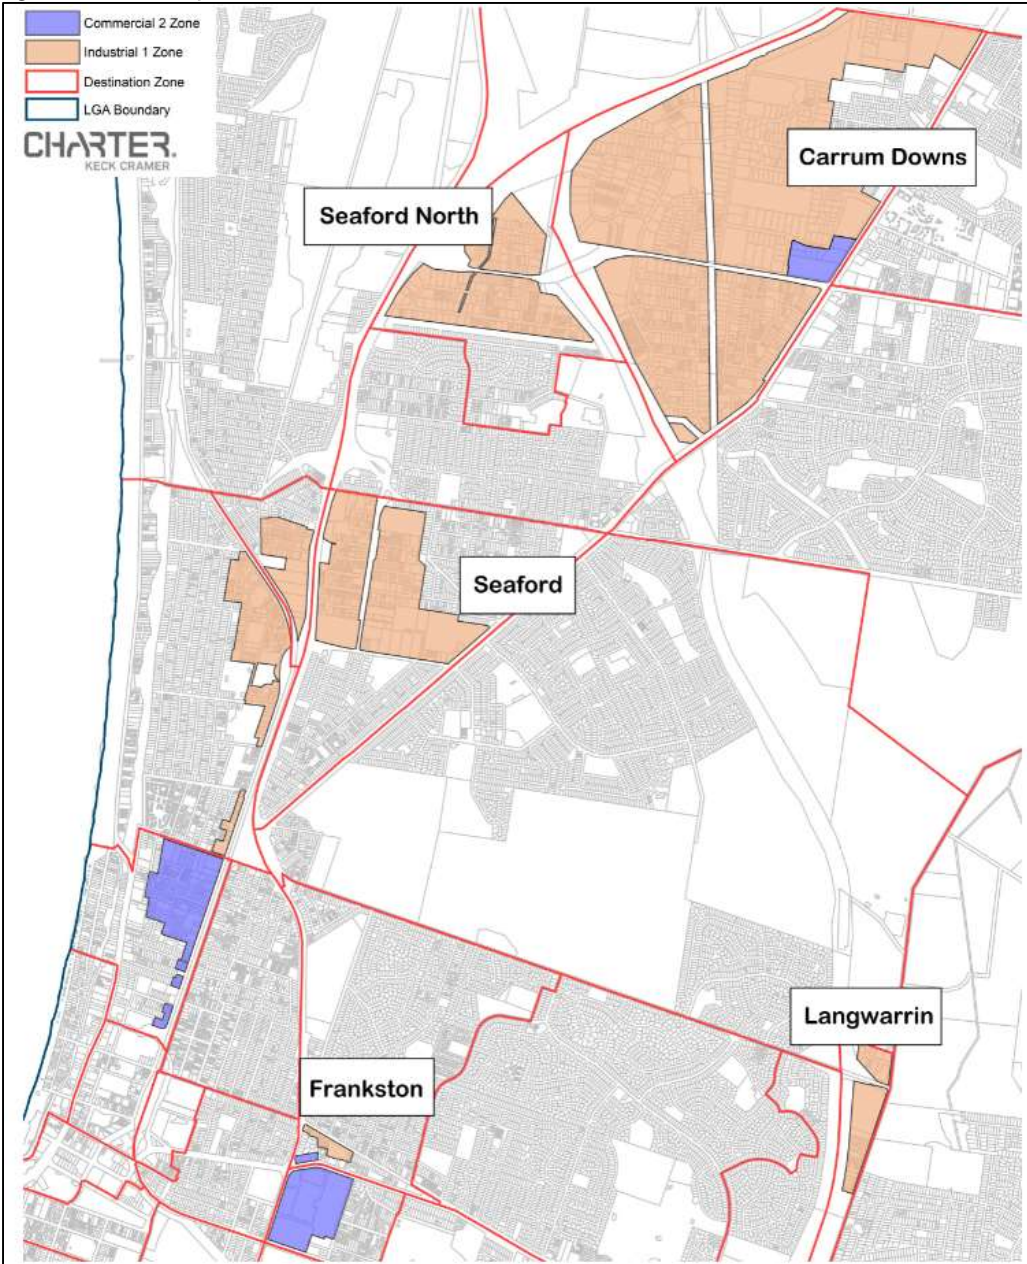 Commercial 2 Zone
Industrial 1 Zone
Destination Zone
LGA Boundary
CHARTER.
KECK CRAMER
Carrum Downs
Seaford North
Seaford
Langwarrin
Frankston